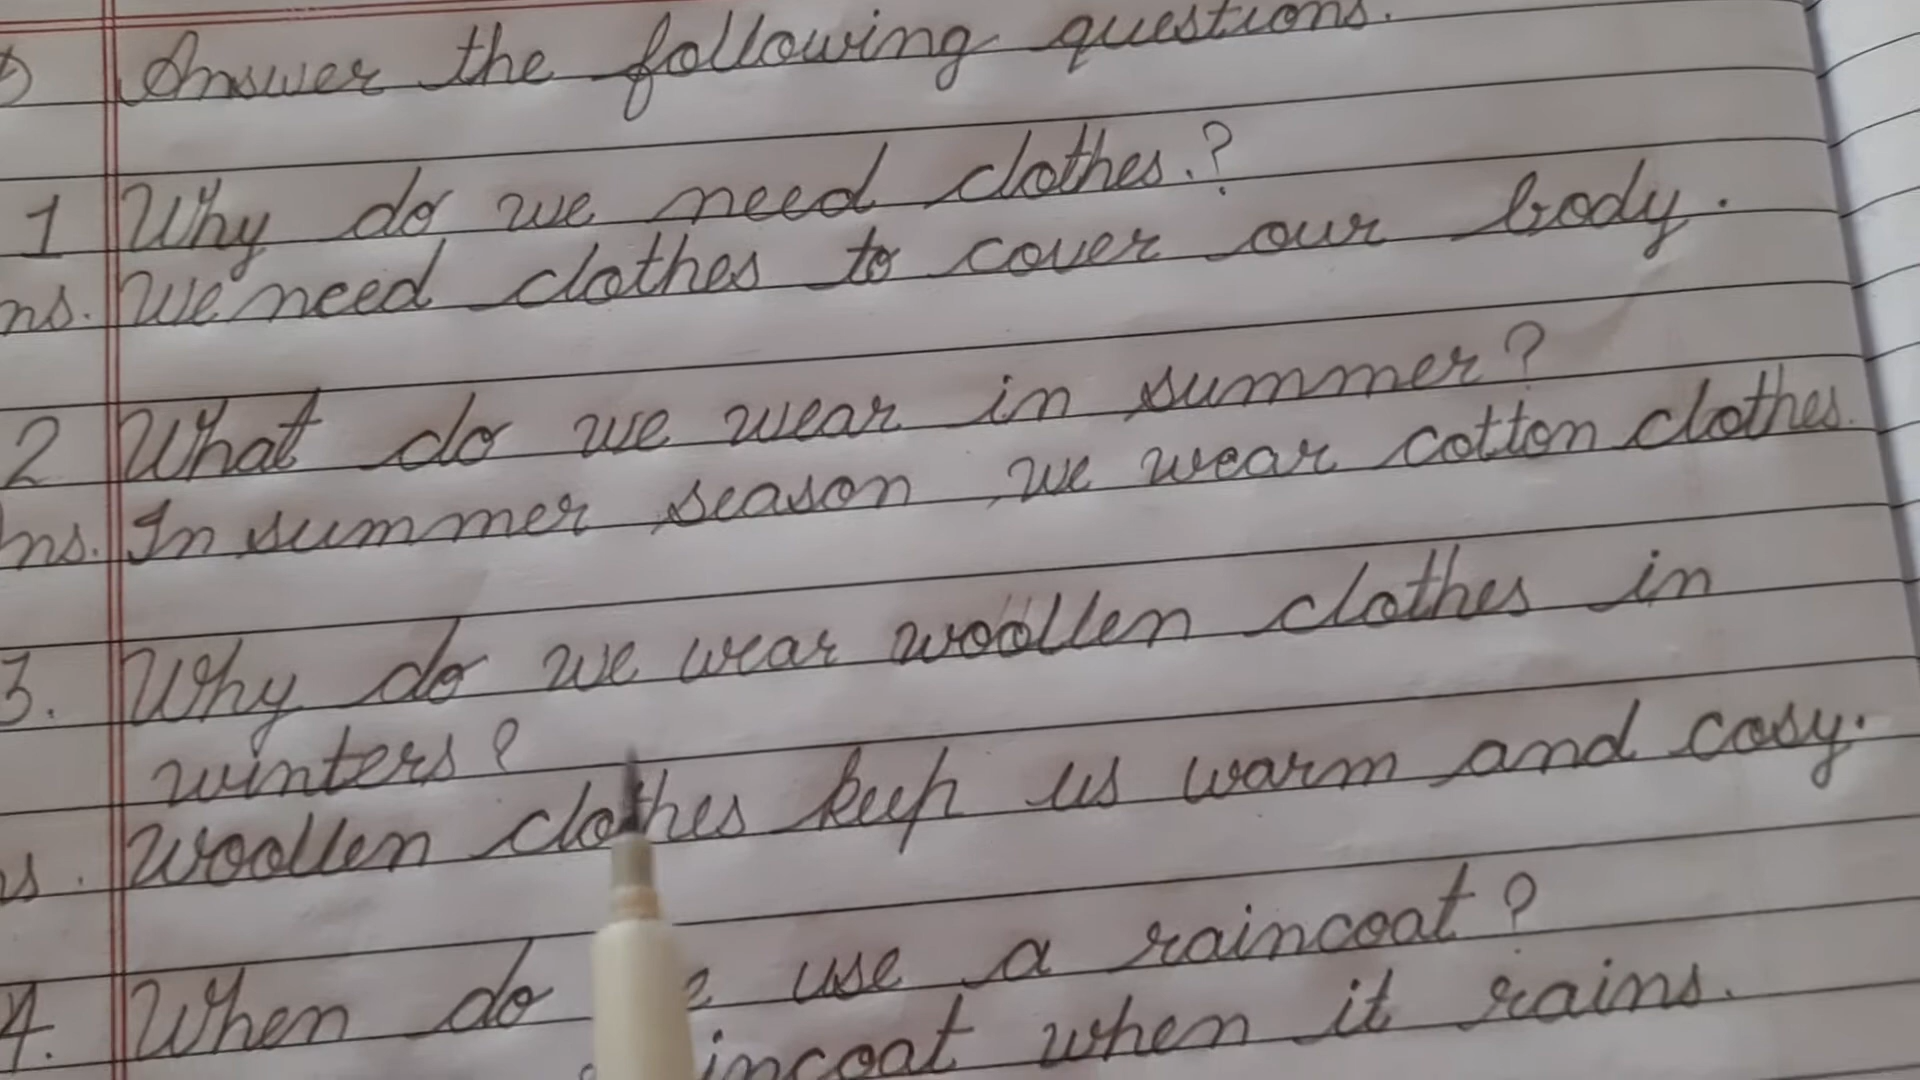 Answer the following questions.
1 Why do we need clothes.?
ns. We need clothes to cover our body.
2 What do we wear in summer?
ns. In summer season, we wear cotton clothes.
3. Why do we wear woollen clothes in
winters?
s. Woollen clothes keep us warm and cosy.
4. When do use a raincoat?
incoat when it rains.